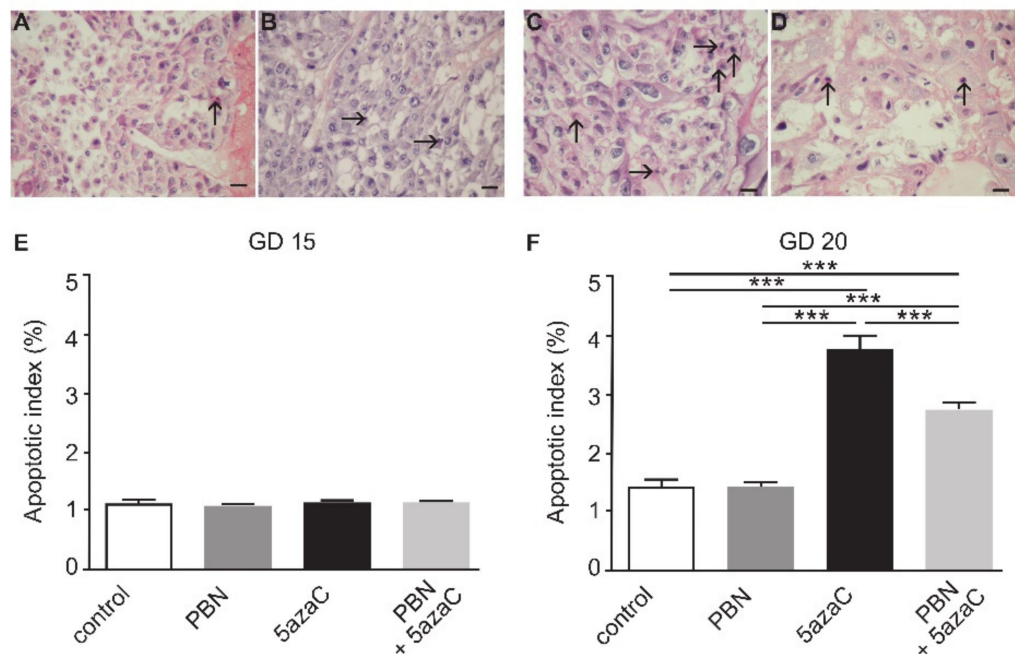 A
B
C
D
E
GD 15
Apoptotic index (%)
5
4
3
2
1
0
control
PBN
5azaC
PBN
+ 5azaC
F
GD 20
Apoptotic index (%)
5
4
3
2
1
0
***
***
***
***
***
control
PBN
5azaC
PBN
+ 5azaC